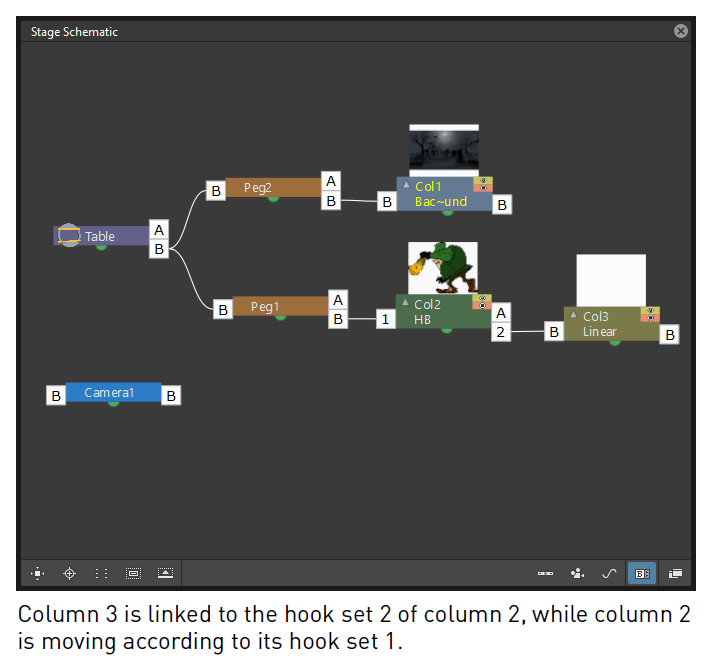 Stage Schematic
Table
A
B
B
Peg2
A
B
B
Col1
Bac~und
B
B
Peg1
A
B
1
Col2
HB
A
2
B
Col3
Linear
B
B
Camera1
B
Column 3 is linked to the hook set 2 of column 2, while column 2
is moving according to its hook set 1.